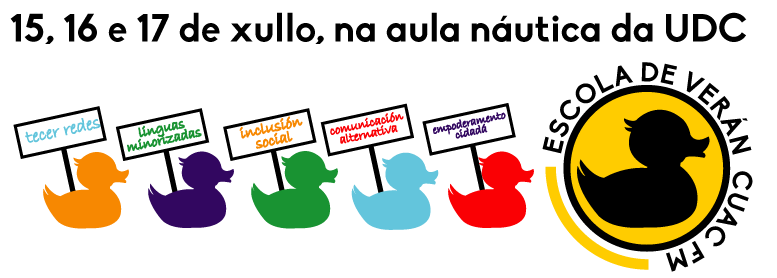 15, 16 e 17 de xullo, na aula náutica da UDC
tecer redes
linguas
minorizadas
inclusión
social
comunicación
alternativa
empoderamento
cidadá
ESCOLA DE VERÁN CUAC FM